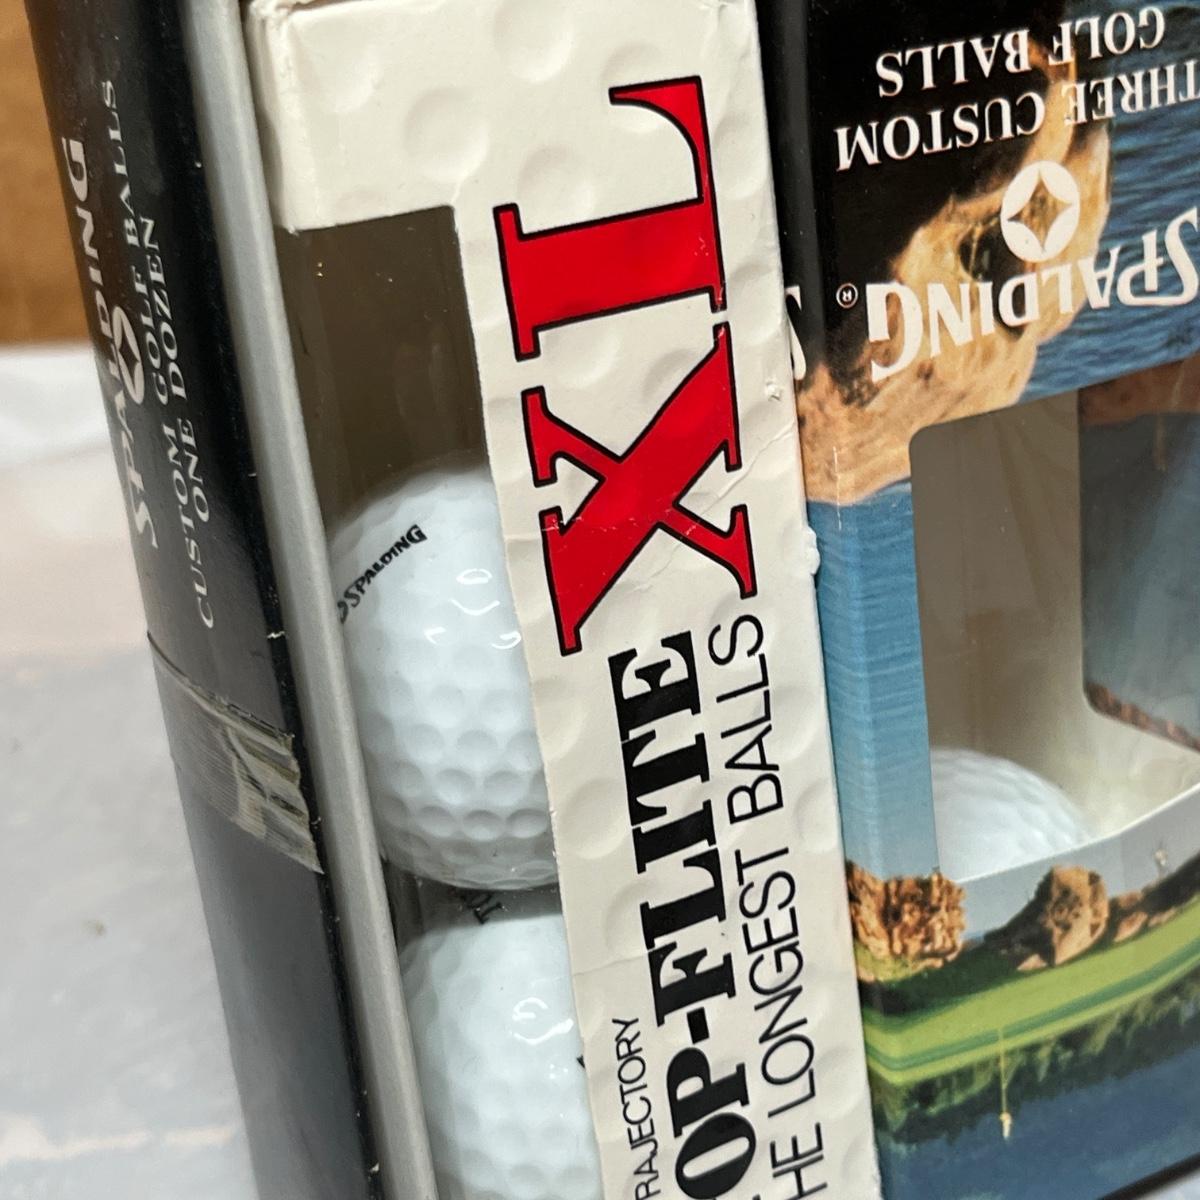 SPALDING
CUSTOM GOLF BALLS
ONE DOZEN
SPALDING
XL
RAJECTORY
OP-FLITE
HE LONGEST BALLS
SPALDING®
THREE CUSTOM
GOLF BALLS